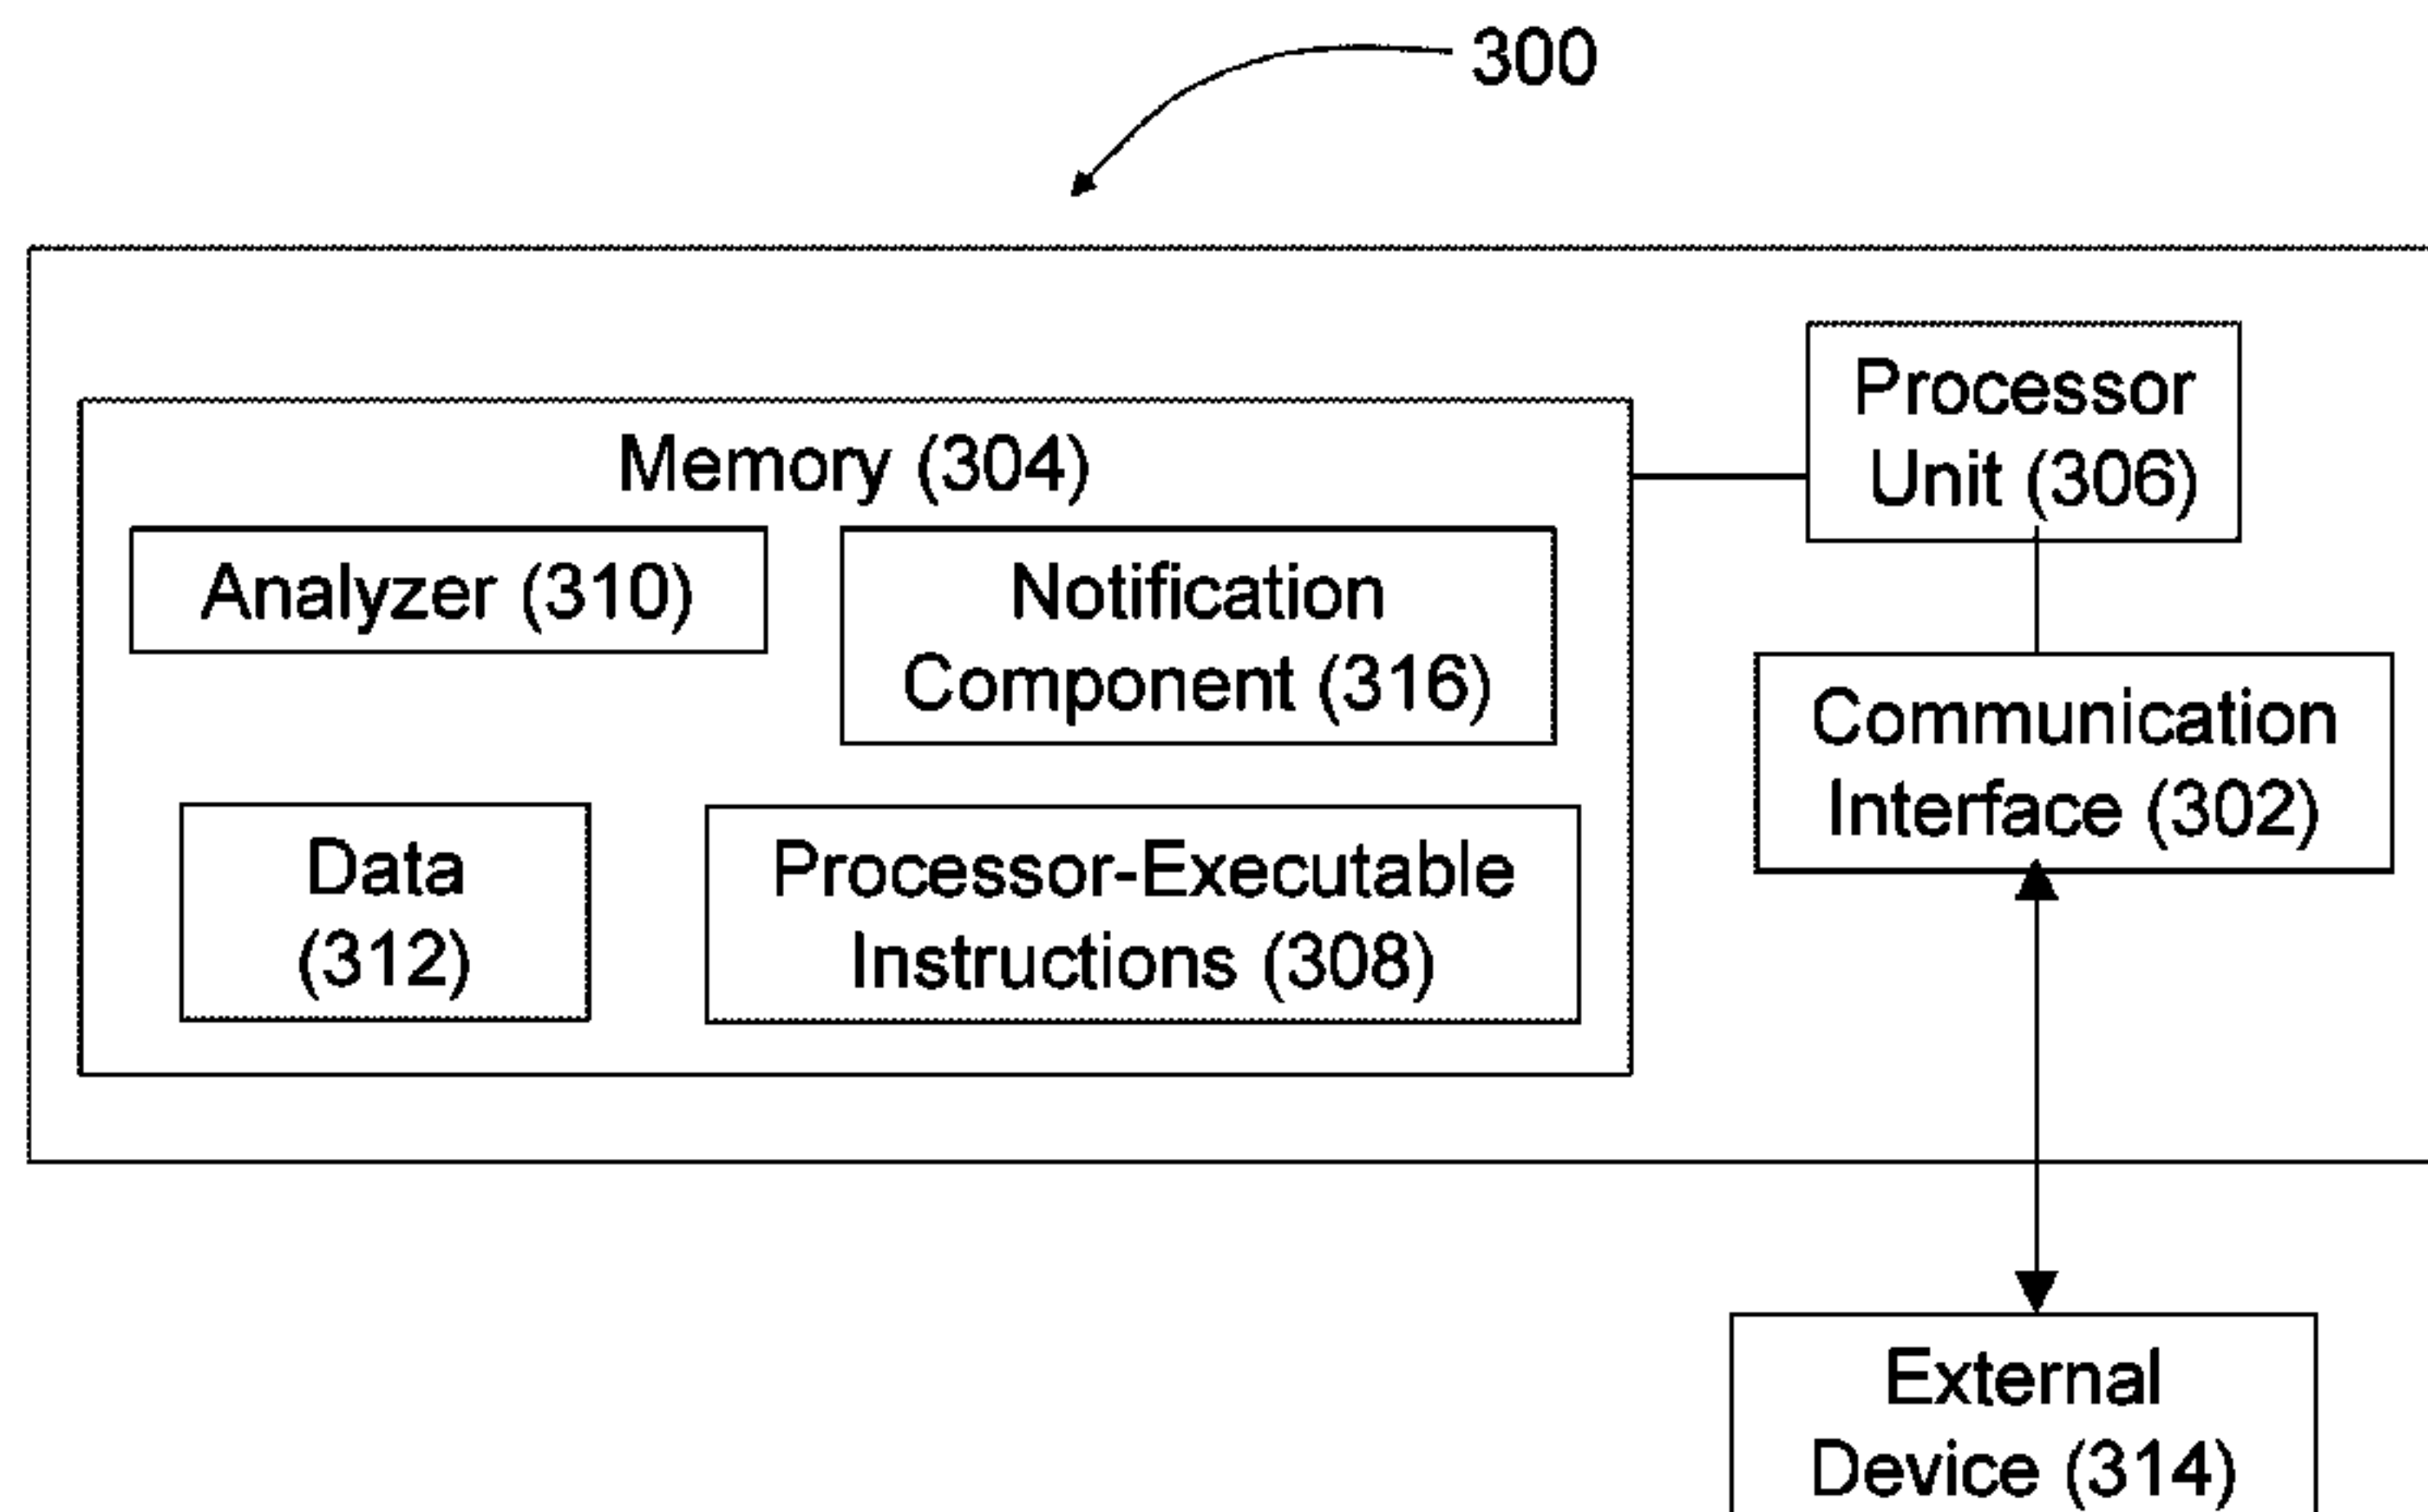 300
Processor
Unit (306)
Memory (304)
Analyzer (310)
Notification
Component (316)
Communication
Interface (302)
Data
(312)
Processor-Executable
Instructions (308)
External
Device (314)